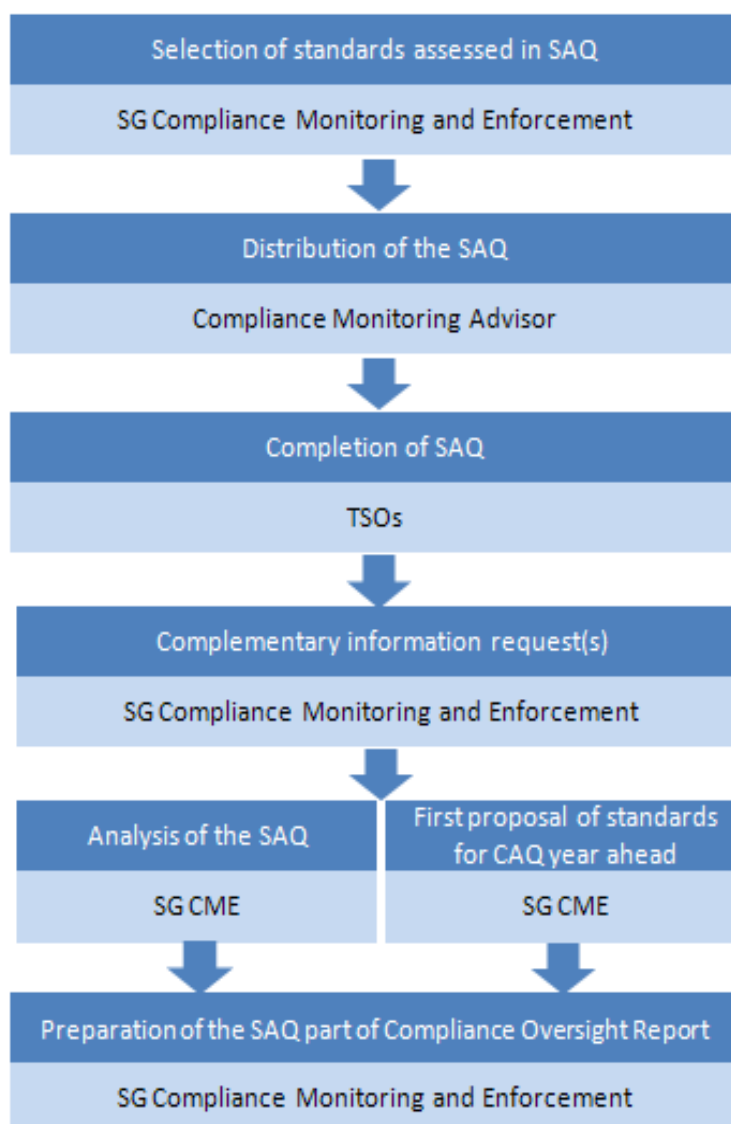 Selection of standards assessed in SAQ
SG Compliance Monitoring and Enforcement
Distribution of the SAQ
Compliance Monitoring Advisor
Completion of SAQ
TSOs
Complementary information request(s)
SG Compliance Monitoring and Enforcement
Analysis of the SAQ
SG CME
First proposal of standards
for CAQ year ahead
SG CME
Preparation of the SAQ part of Compliance Oversight Report
SG Compliance Monitoring and Enforcement